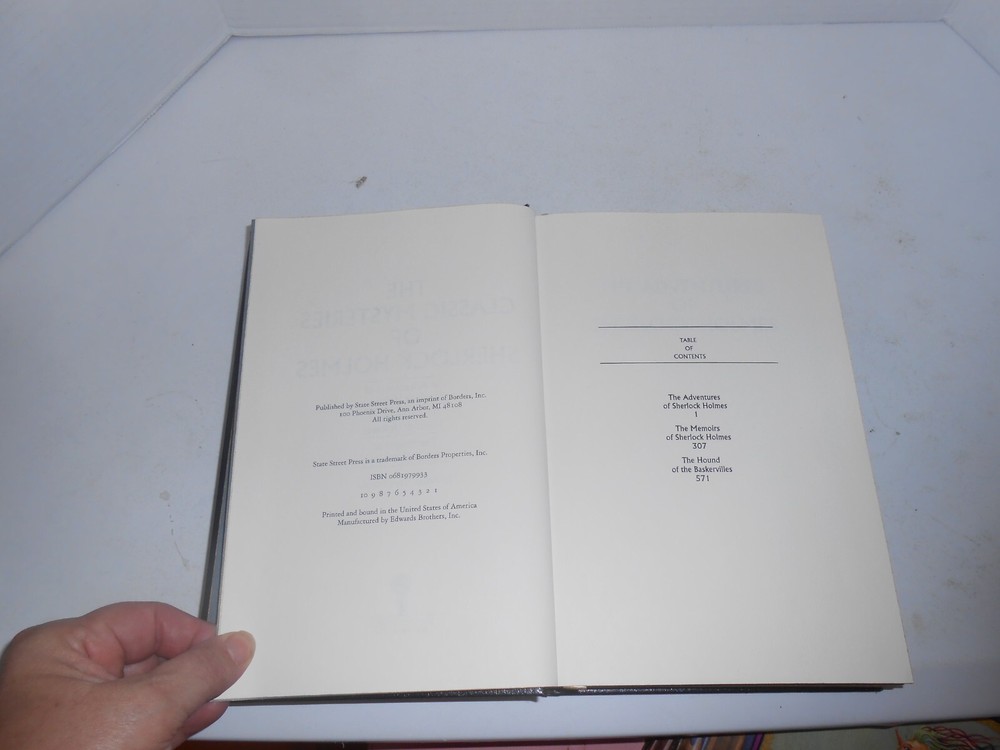 Published by State Street Press, an imprint of Borders, Inc.
100 Phoenix Drive, Ann Arbor, MI 48108
All rights reserved.
State Street Press is a trademark of Borders Properties, Inc.
ISBN 0681979933
10 9 8 7 6 5 4 3 2 1
Printed and bound in the United States of America
Manufactured by Edwards Brothers, Inc.
TABLE
OF
CONTENTS
The Adventures
of Sherlock Holmes
1
The Memoirs
of Sherlock Holmes
307
The Hound
of the Baskervilles
571